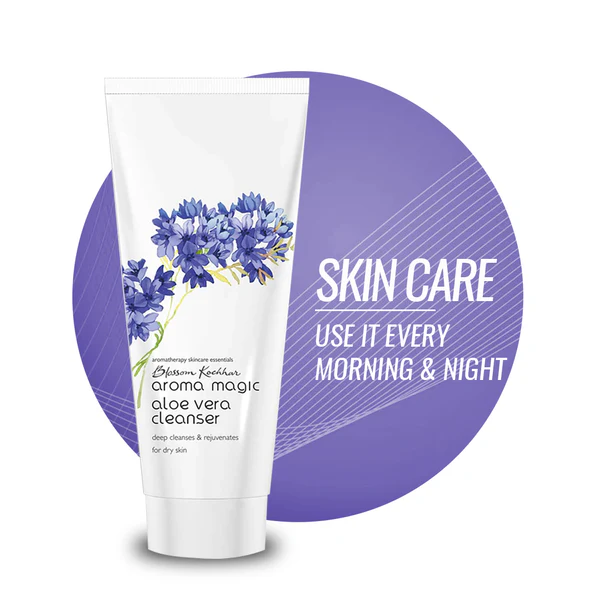 aromatherapy skincare essentials
Blossom Kochhar
aroma magic
aloe vera
cleanser
deep cleanses & rejuvenates
for dry skin
SKIN CARE
USE IT EVERY
MORNING & NIGHT